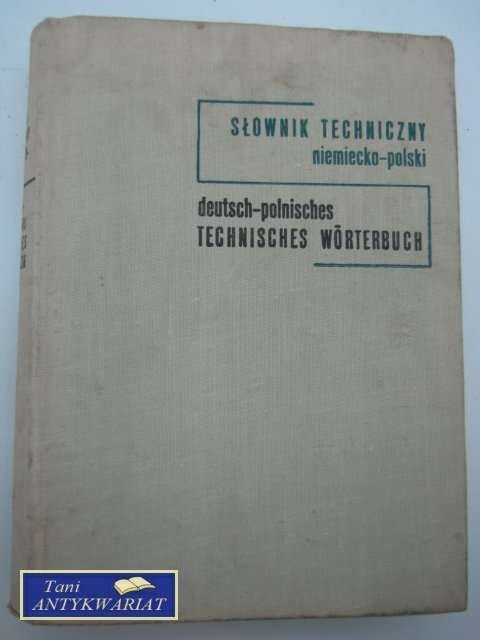 SŁOWNIK TECHNICZNY
niemiecko-polski
deutsch-polnisches
TECHNISCHES WÖRTERBUCH
Tani
ANTYKWARIAT